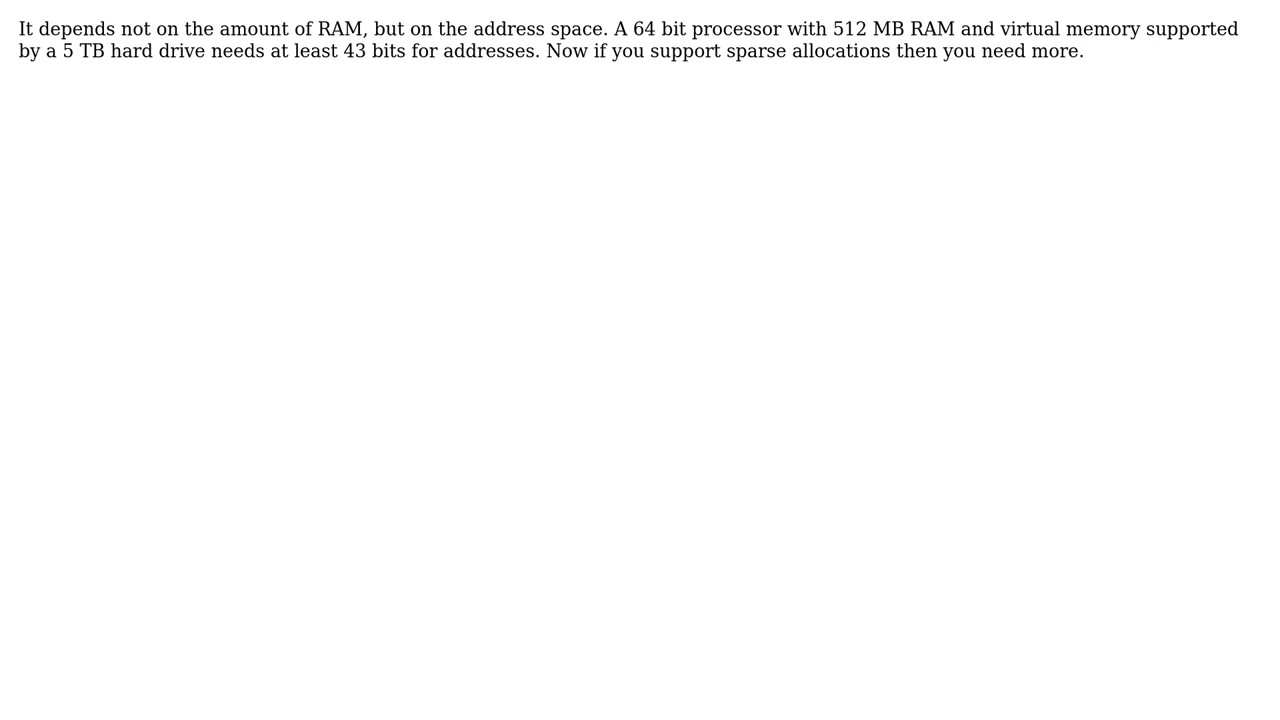 It depends not on the amount of RAM, but on the address space. A 64 bit processor with 512 MB RAM and virtual memory supported
by a 5 TB hard drive needs at least 43 bits for addresses. Now if you support sparse allocations then you need more.